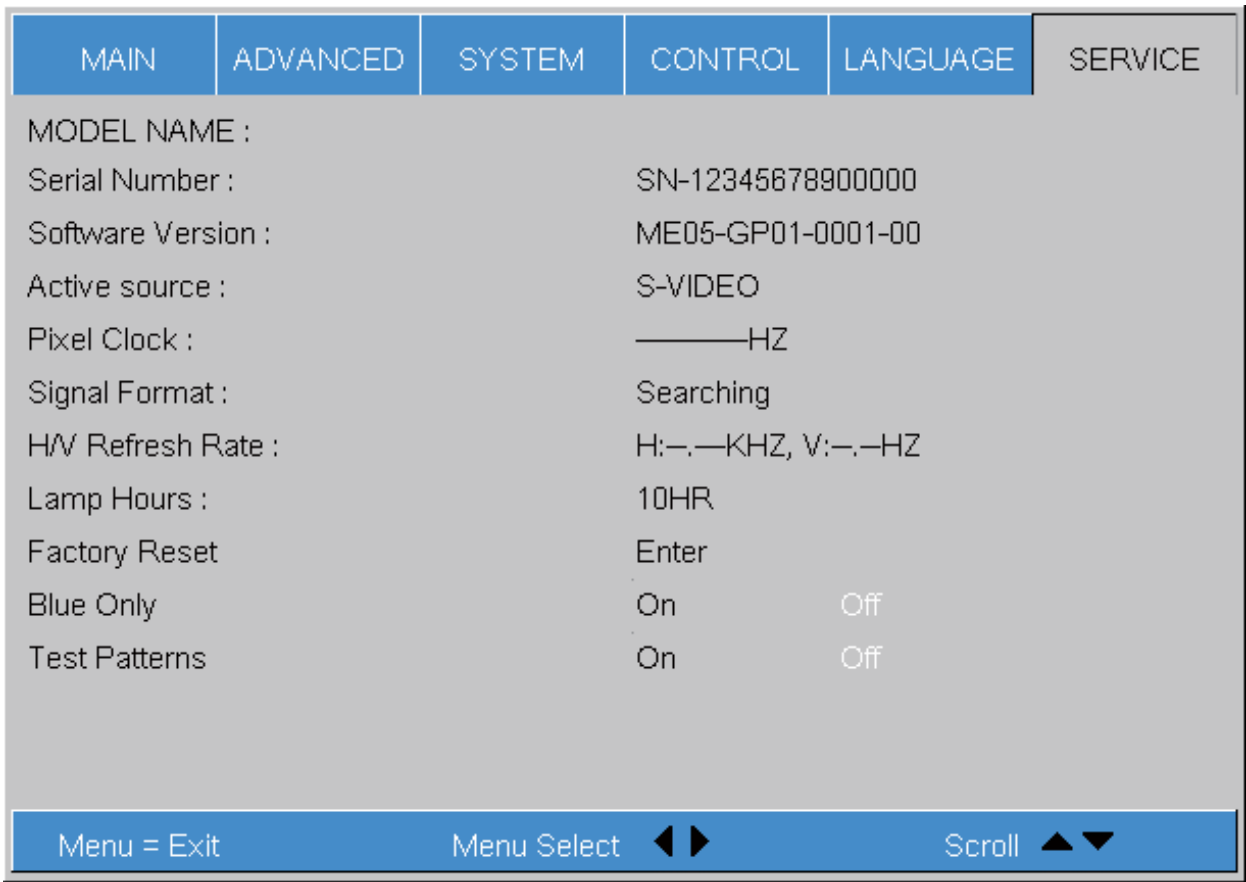 MAIN ADVANCED SYSTEM CONTROL LANGUAGE SERVICE
MODEL NAME :
Serial Number : SN-12345678900000
Software Version : ME05-GP01-0001-00
Active source : S-VIDEO
Pixel Clock : ————HZ
Signal Format : Searching
H/V Refresh Rate : H:–.—KHZ, V:–.–HZ
Lamp Hours : 10HR
Factory Reset Enter
Blue Only On Off
Test Patterns On Off
Menu = Exit Menu Select ◀ ▶ Scroll ▲ ▼